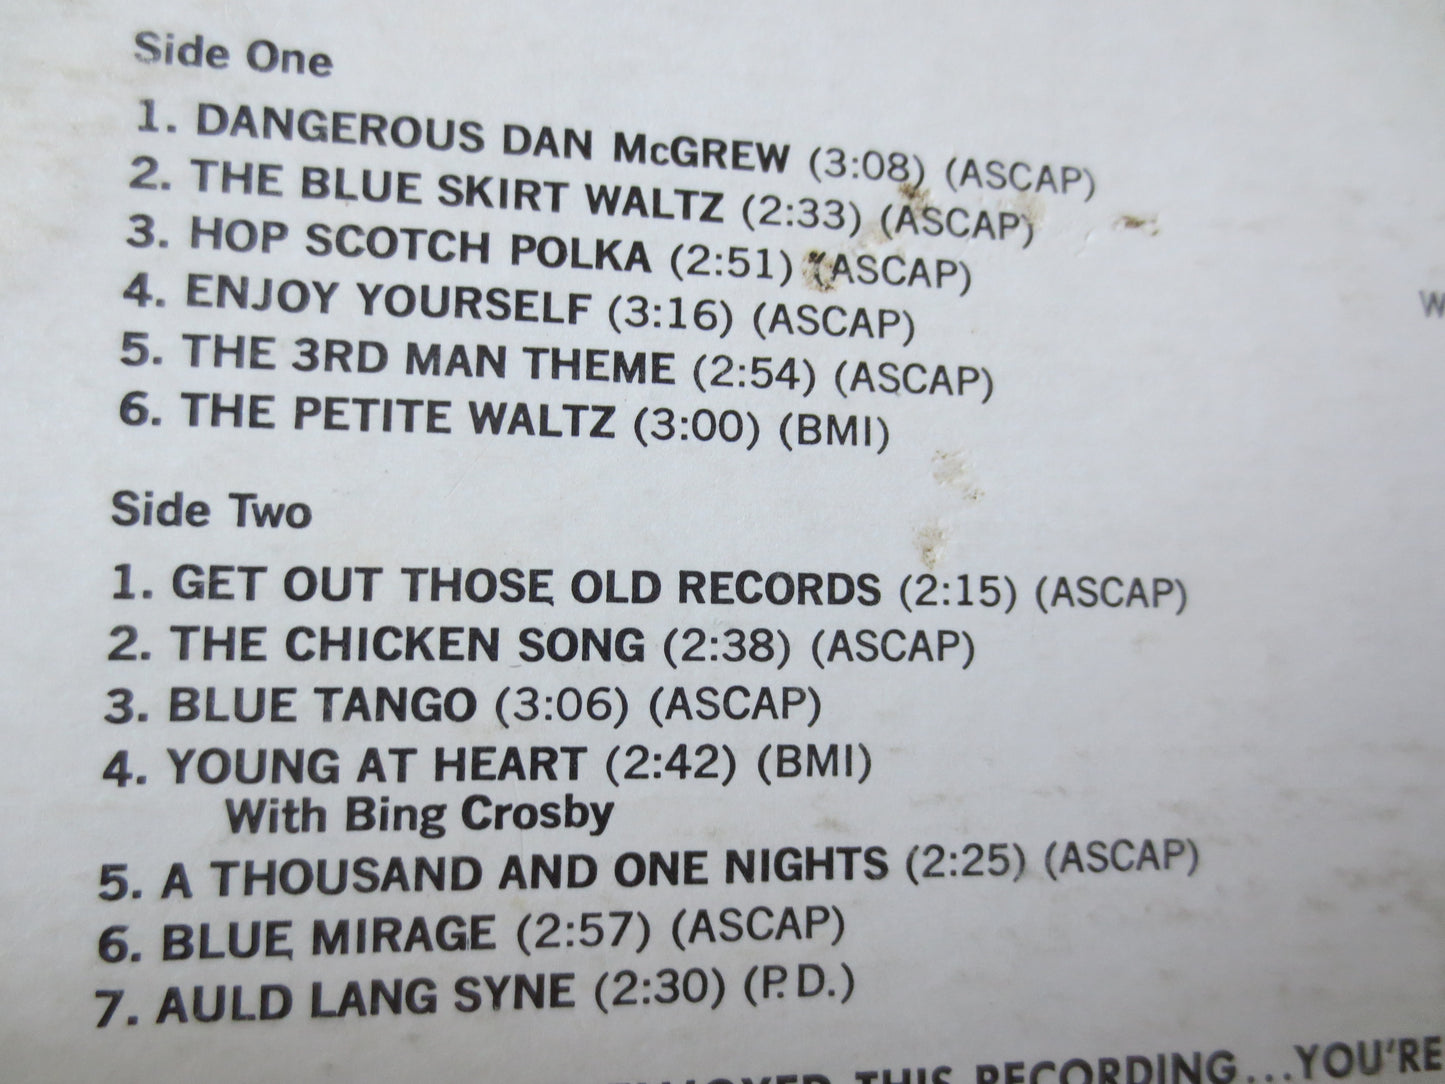 Side One
1. DANGEROUS DAN McGREW (3:08) (ASCAP)
2. THE BLUE SKIRT WALTZ (2:33) (ASCAP)
3. HOP SCOTCH POLKA (2:51) (ASCAP)
4. ENJOY YOURSELF (3:16) (ASCAP)
5. THE 3RD MAN THEME (2:54) (ASCAP)
6. THE PETITE WALTZ (3:00) (BMI)
Side Two
1. GET OUT THOSE OLD RECORDS (2:15) (ASCAP)
2. THE CHICKEN SONG (2:38) (ASCAP)
3. BLUE TANGO (3:06) (ASCAP)
4. YOUNG AT HEART (2:42) (BMI)
With Bing Crosby
5. A THOUSAND AND ONE NIGHTS (2:25) (ASCAP)
6. BLUE MIRAGE (2:57) (ASCAP)
7. AULD LANG SYNE (2:30) (P.D.)
THIS RECORDING...YOU'RE